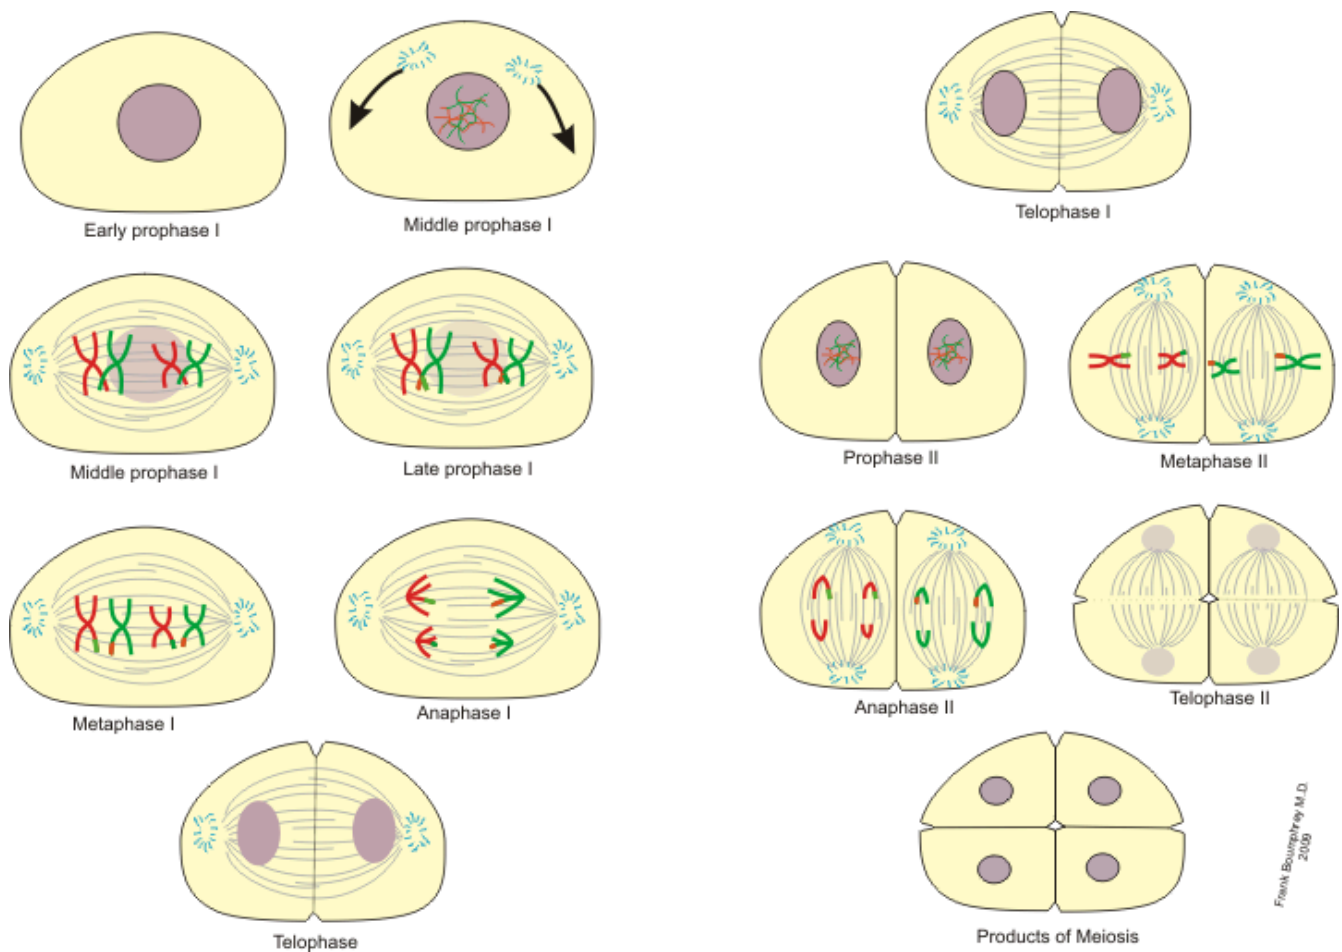 Early prophase I
Middle prophase I
Middle prophase I
Late prophase I
Metaphase I
Anaphase I
Telophase
Telophase I
Prophase II
Metaphase II
Anaphase II
Telophase II
Products of Meiosis
Frank Boumphrey M.D.
2009